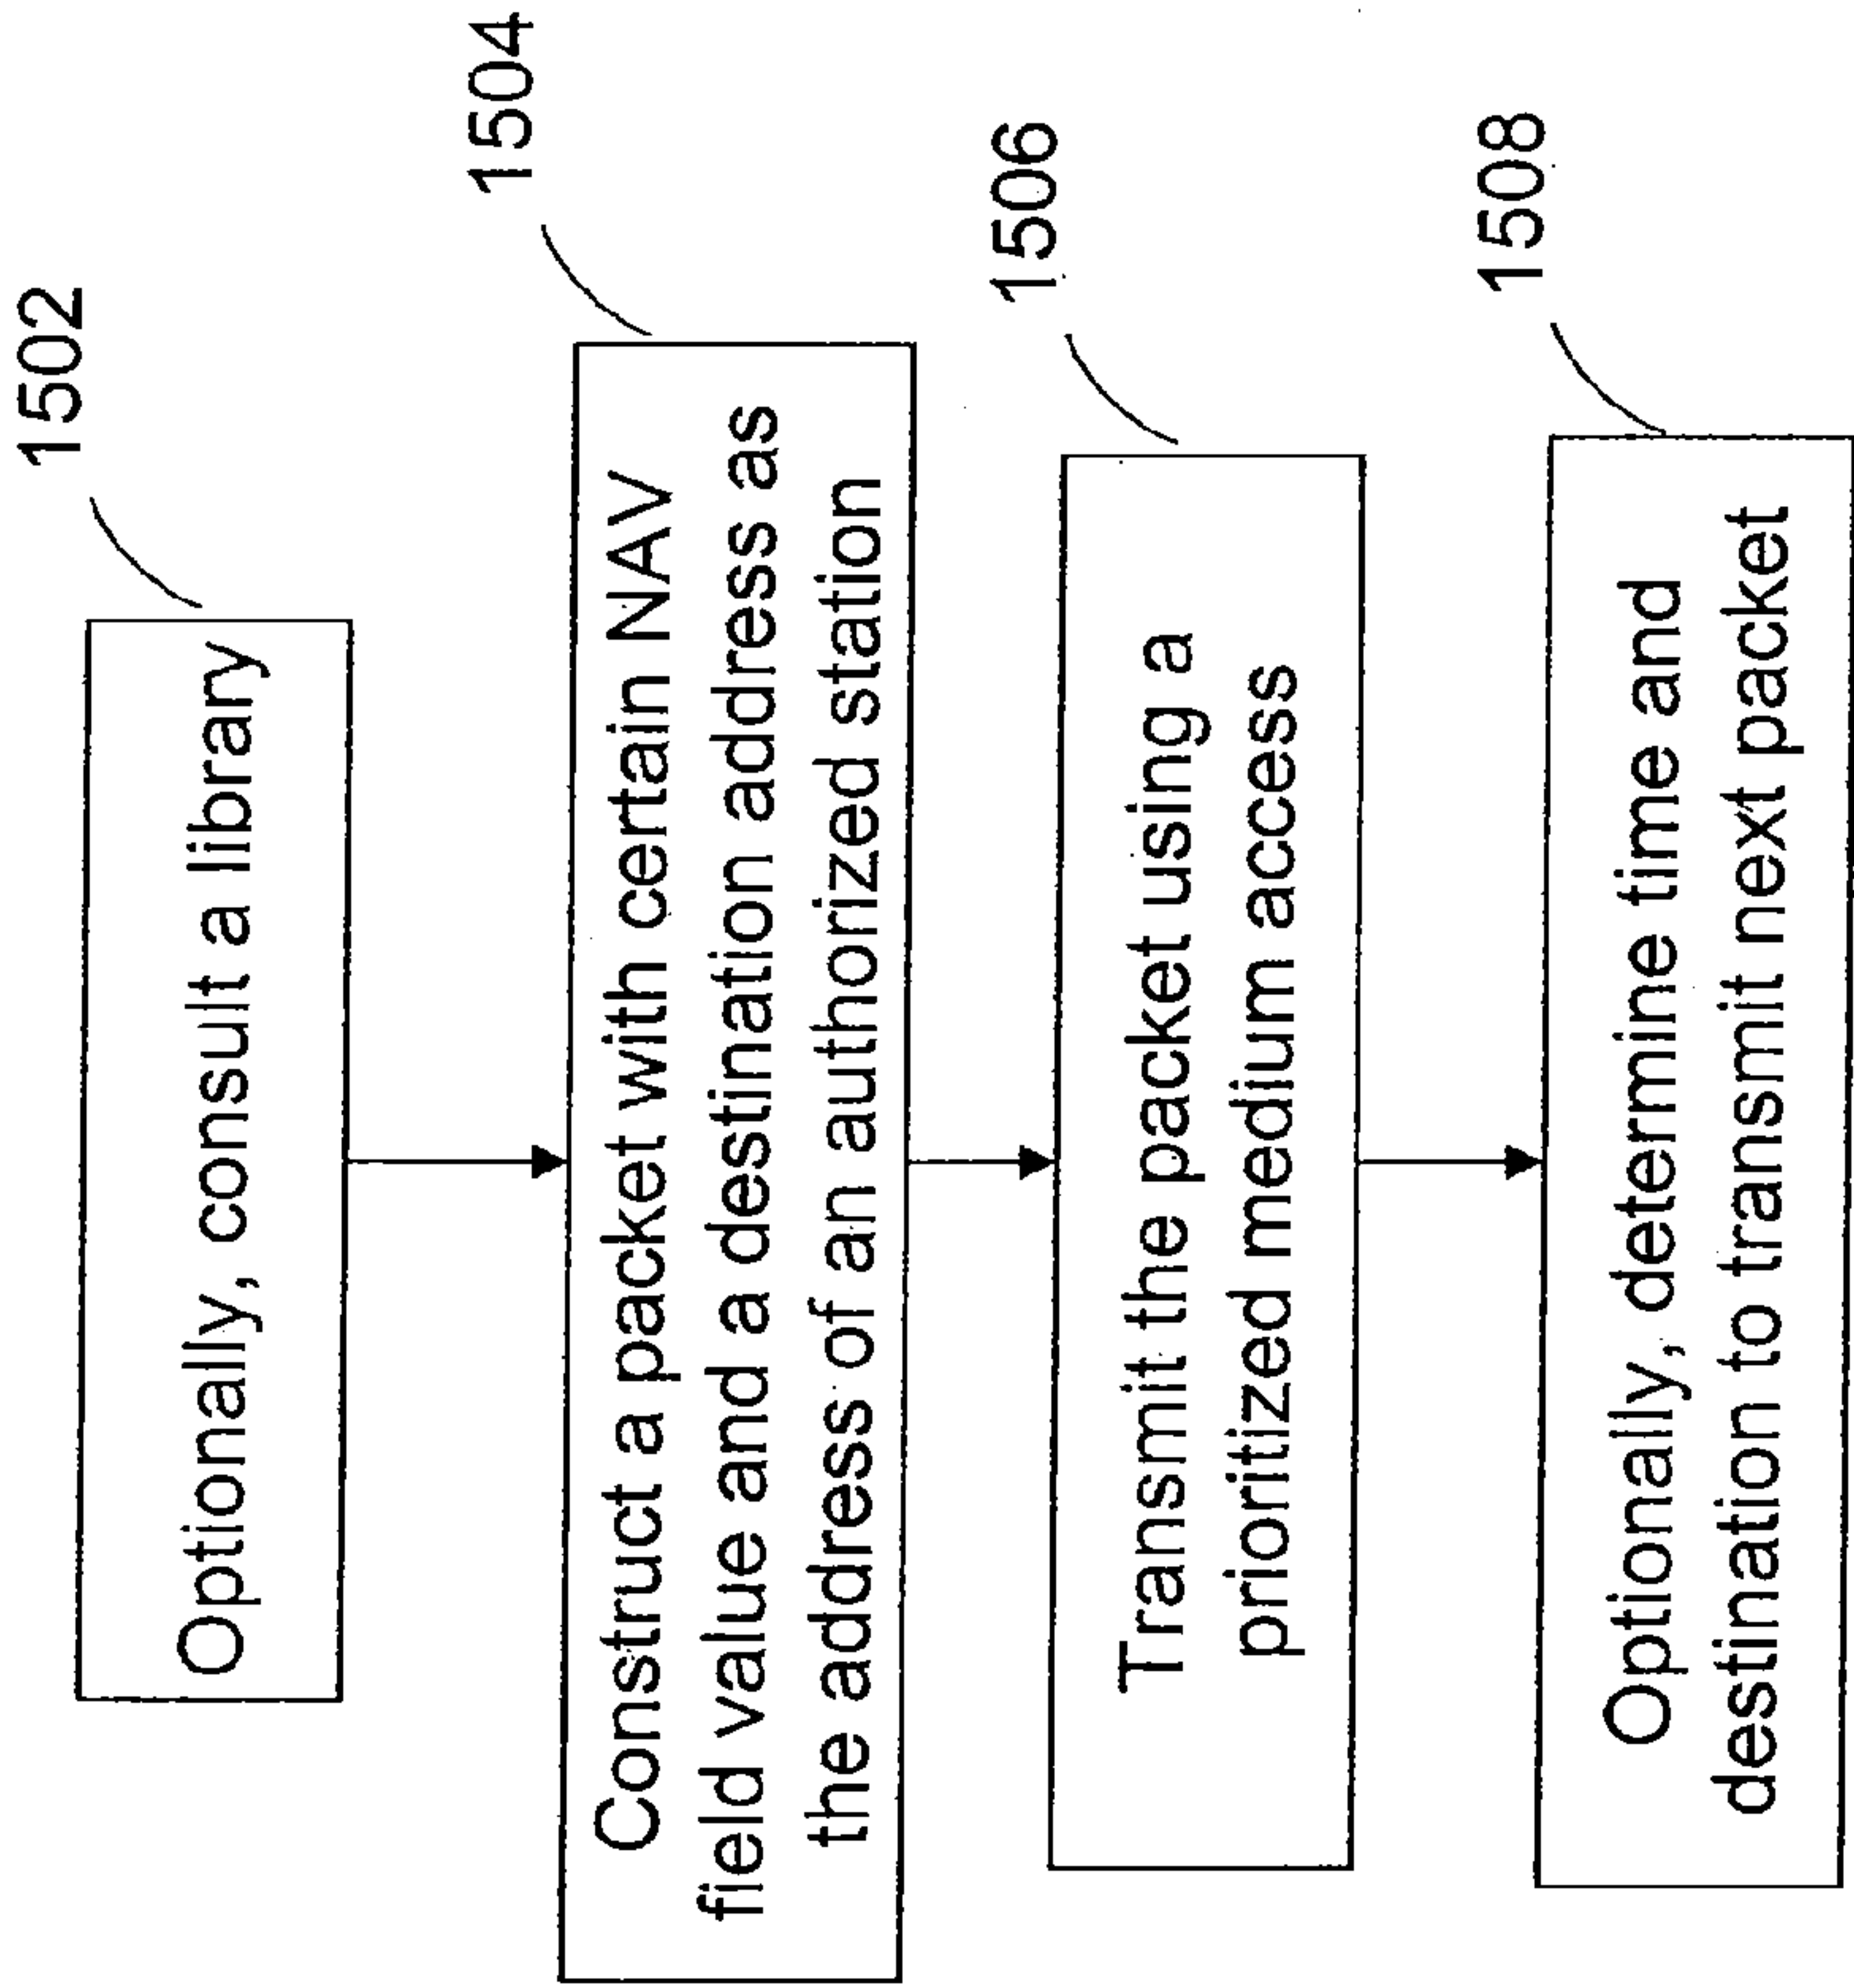 1502
Optionally, consult a library
1504
Construct a packet with certain NAV
field value and a destination address as
the address of an authorized station
1506
Transmit the packet using a
prioritized medium access
1508
Optionally, determine time and
destination to transmit next packet